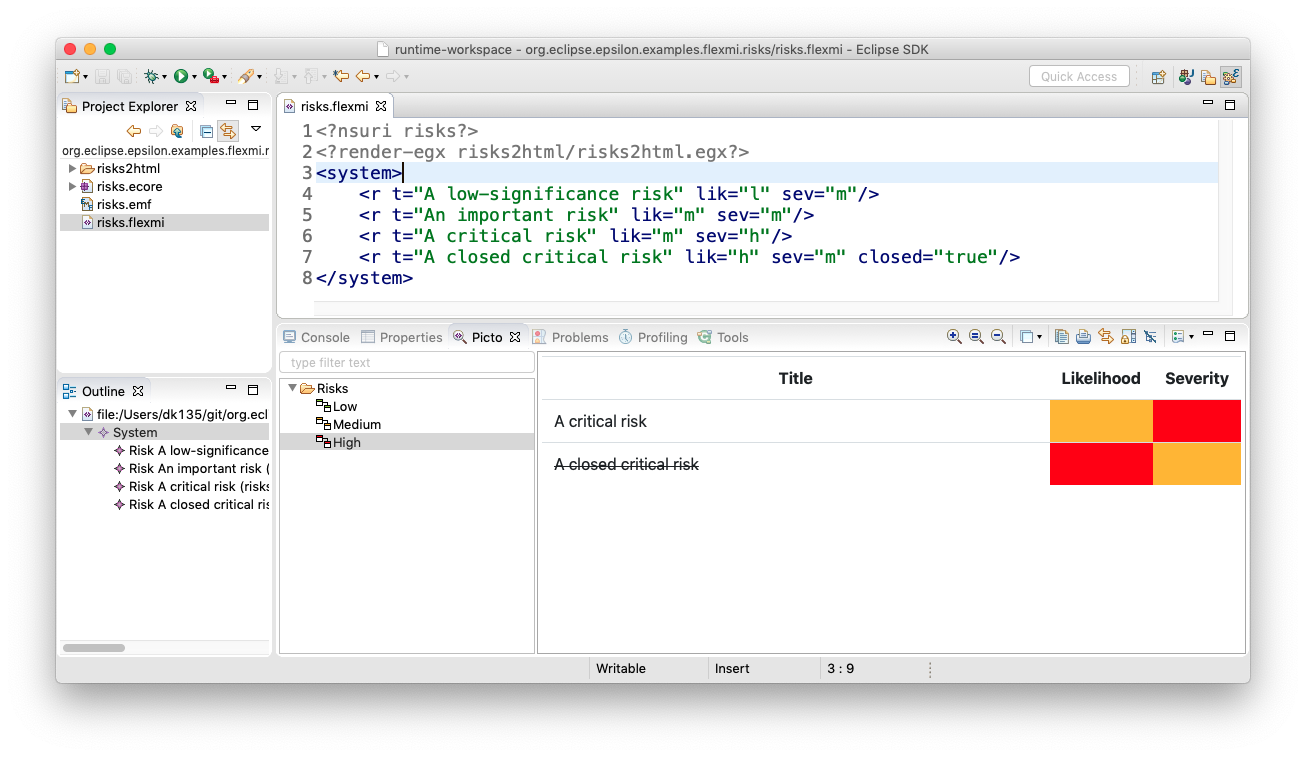 runtime-workspace - org.eclipse.epsilon.examples.flexmi.risks/risks.flexmi - Eclipse SDK
Quick Access
Project Explorer
org.eclipse.epsilon.examples.flexmi.r
risks2html
risks.ecore
risks.emf
risks.flexmi
risks.flexmi
1<?nsuri risks?>
2<?render-egx risks2html/risks2html.egx?>
3<system>
4    <r t="A low-significance risk" lik="l" sev="m"/>
5    <r t="An important risk" lik="m" sev="m"/>
6    <r t="A critical risk" lik="m" sev="h"/>
7    <r t="A closed critical risk" lik="h" sev="m" closed="true"/>
8</system>
Outline
file:/Users/dk135/git/org.ecl
System
Risk A low-significance
Risk An important risk (
Risk A critical risk (risks
Risk A closed critical ris
Console Properties Picto Problems Profiling Tools
type filter text
Risks
Low
Medium
High
Title Likelihood Severity
A critical risk
A closed critical risk
Writable Insert 3 : 9